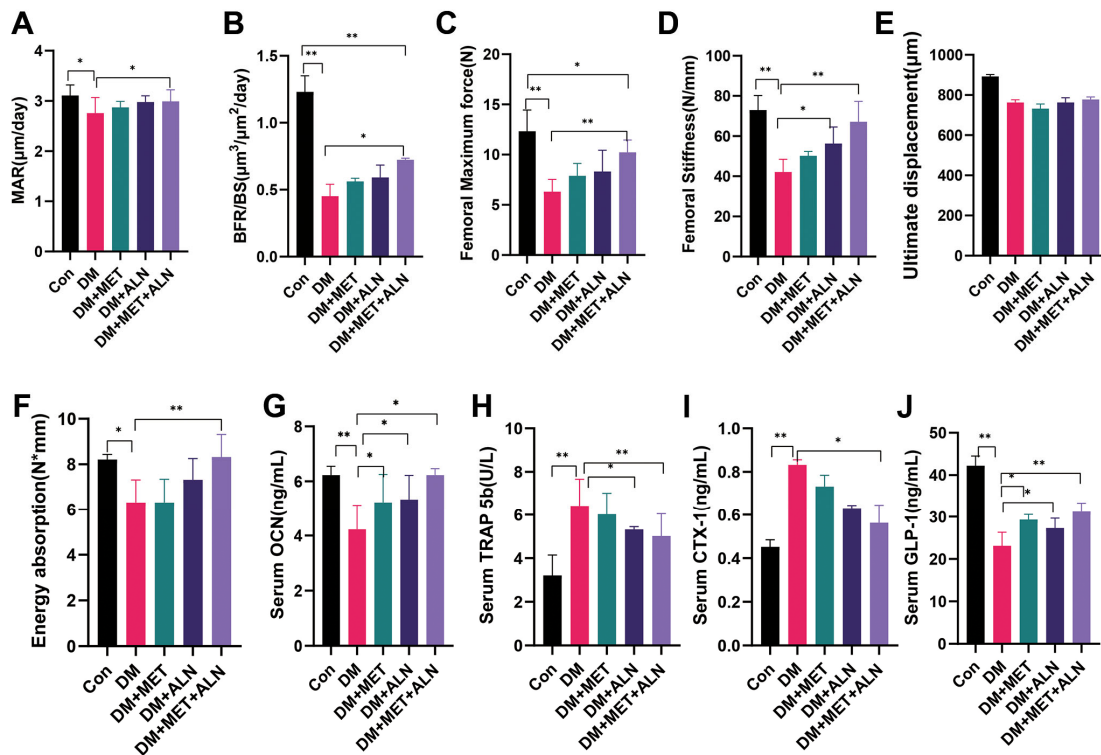 A
MAR(μm/day)
4
3
2
1
0
*
*
Con
DM
DM+MET
DM+ALN
DM+MET+ALN
B
BFR/BS(μm³/μm²/day)
1.5
1.0
0.5
0.0
**
**
*
Con
DM
DM+MET
DM+ALN
DM+MET+ALN
C
Femoral Maximum force(N)
20
15
10
5
0
*
**
**
Con
DM
DM+MET
DM+ALN
DM+MET+ALN
D
Femoral Stiffness(N/mm)
100
80
60
40
20
0
**
**
*
Con
DM
DM+MET
DM+ALN
DM+MET+ALN
E
Ultimate displacement(μm)
1000
800
600
400
200
0
Con
DM
DM+MET
DM+ALN
DM+MET+ALN
F
Energy absorption(N*mm)
10
8
6
4
2
0
*
**
Con
DM
DM+MET
DM+ALN
DM+MET+ALN
G
Serum OCN(ng/mL)
8
6
4
2
0
*
**
*
*
Con
DM
DM+MET
DM+ALN
DM+MET+ALN
H
Serum TRAP 5b(U/L)
10
8
6
4
2
0
**
**
*
Con
DM
DM+MET
DM+ALN
DM+MET+ALN
I
Serum CTX-1(ng/mL)
1.0
0.8
0.6
0.4
0.2
0.0
**
*
Con
DM
DM+MET
DM+ALN
DM+MET+ALN
J
Serum GLP-1(ng/mL)
50
40
30
20
10
0
**
**
*
*
Con
DM
DM+MET
DM+ALN
DM+MET+ALN